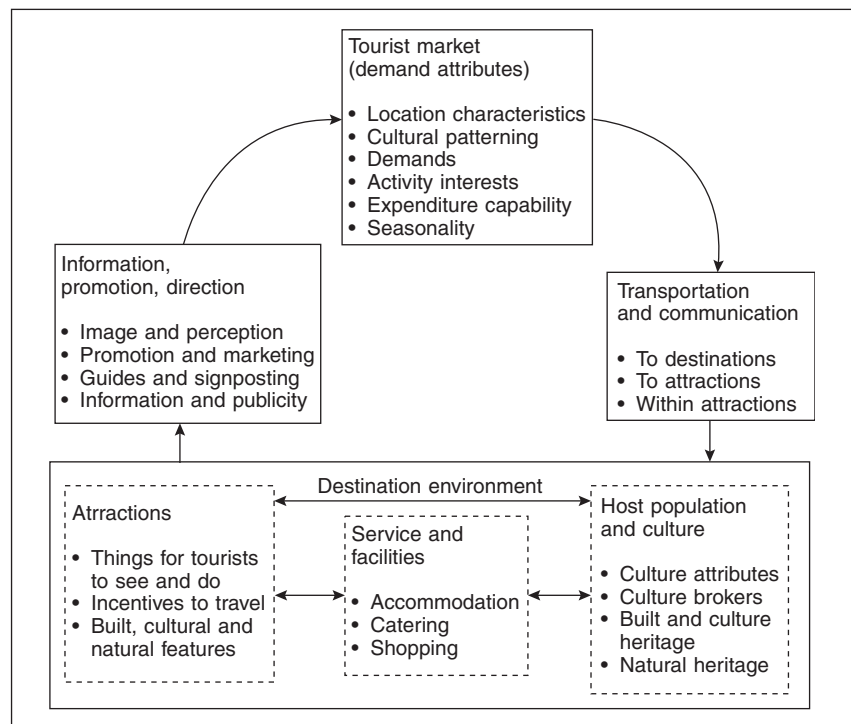 Tourist market
(demand attributes)
• Location characteristics
• Cultural patterning
• Demands
• Activity interests
• Expenditure capability
• Seasonality
Information,
promotion, direction
• Image and perception
• Promotion and marketing
• Guides and signposting
• Information and publicity
Transportation
and communication
• To destinations
• To attractions
• Within attractions
Destination environment
Atrractions
• Things for tourists
to see and do
• Incentives to travel
• Built, cultural and
natural features
Service and
facilities
• Accommodation
• Catering
• Shopping
Host population
and culture
• Culture attributes
• Culture brokers
• Built and culture
heritage
• Natural heritage